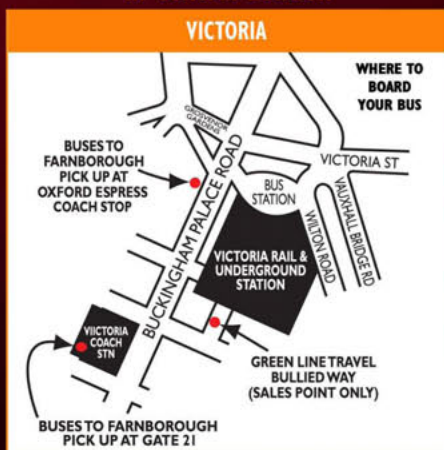 VICTORIA
WHERE TO
BOARD
YOUR BUS
GROSVENOR
GARDENS
VICTORIA ST
BUSES TO
FARNBOROUGH
PICK UP AT
OXFORD ESPRESS
COACH STOP
BUS
STATION
BUCKINGHAM PALACE ROAD
WILTON ROAD
VAUXHALL BRIDGE RD
VICTORIA RAIL &
UNDERGROUND
STATION
VIICTORIA
COACH
STN
GREEN LINE TRAVEL
BULLIED WAY
(SALES POINT ONLY)
BUSES TO FARNBOROUGH
PICK UP AT GATE 21